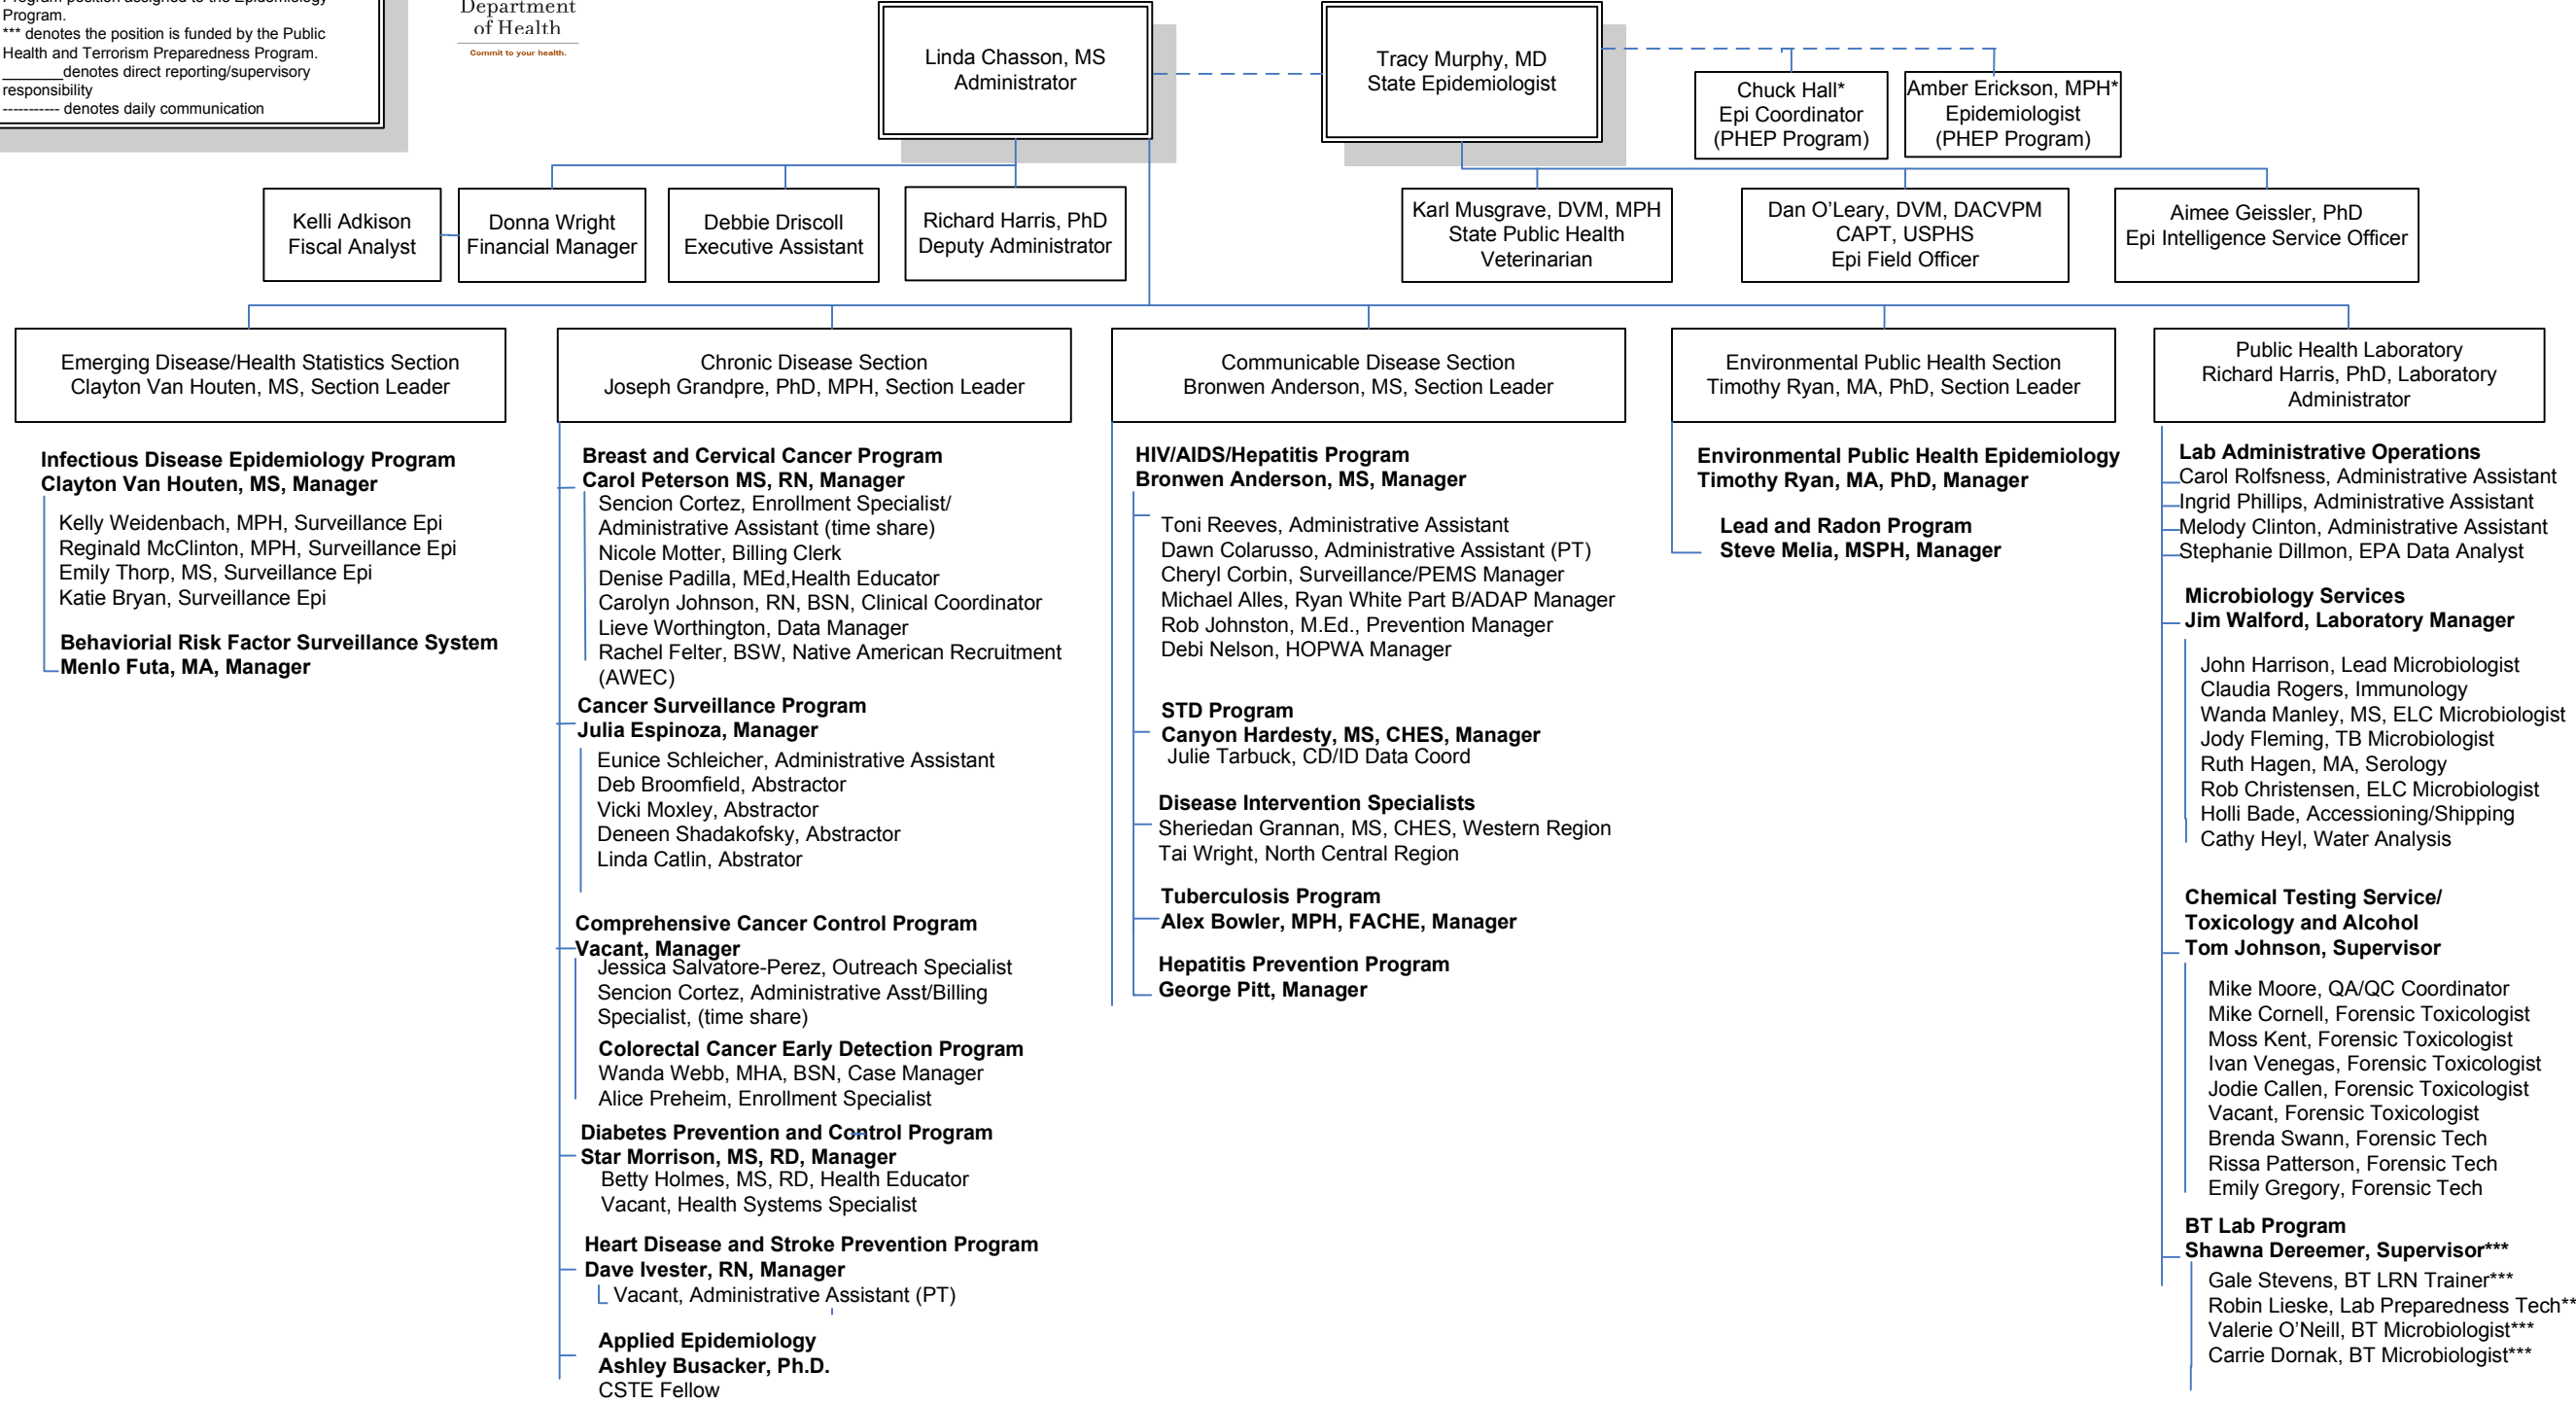 Program position assigned to the Epidemiology
Program.
*** denotes the position is funded by the Public
Health and Terrorism Preparedness Program.
_______denotes direct reporting/supervisory
responsibility
----------- denotes daily communication
Department
of Health
Commit to your health.
Linda Chasson, MS
Administrator
Tracy Murphy, MD
State Epidemiologist
Chuck Hall*
Epi Coordinator
(PHEP Program)
Amber Erickson, MPH*
Epidemiologist
(PHEP Program)
Kelli Adkison
Fiscal Analyst
Donna Wright
Financial Manager
Debbie Driscoll
Executive Assistant
Richard Harris, PhD
Deputy Administrator
Karl Musgrave, DVM, MPH
State Public Health
Veterinarian
Dan O’Leary, DVM, DACVPM
CAPT, USPHS
Epi Field Officer
Aimee Geissler, PhD
Epi Intelligence Service Officer
Emerging Disease/Health Statistics Section
Clayton Van Houten, MS, Section Leader
Infectious Disease Epidemiology Program
Clayton Van Houten, MS, Manager
Kelly Weidenbach, MPH, Surveillance Epi
Reginald McClinton, MPH, Surveillance Epi
Emily Thorp, MS, Surveillance Epi
Katie Bryan, Surveillance Epi
Behaviorial Risk Factor Surveillance System
Menlo Futa, MA, Manager
Chronic Disease Section
Joseph Grandpre, PhD, MPH, Section Leader
Breast and Cervical Cancer Program
Carol Peterson MS, RN, Manager
Sencion Cortez, Enrollment Specialist/
Administrative Assistant (time share)
Nicole Motter, Billing Clerk
Denise Padilla, MEd,Health Educator
Carolyn Johnson, RN, BSN, Clinical Coordinator
Lieve Worthington, Data Manager
Rachel Felter, BSW, Native American Recruitment
(AWEC)
Cancer Surveillance Program
Julia Espinoza, Manager
Eunice Schleicher, Administrative Assistant
Deb Broomfield, Abstractor
Vicki Moxley, Abstractor
Deneen Shadakofsky, Abstractor
Linda Catlin, Abstrator
Comprehensive Cancer Control Program
Vacant, Manager
Jessica Salvatore-Perez, Outreach Specialist
Sencion Cortez, Administrative Asst/Billing
Specialist, (time share)
Colorectal Cancer Early Detection Program
Wanda Webb, MHA, BSN, Case Manager
Alice Preheim, Enrollment Specialist
Diabetes Prevention and Control Program
Star Morrison, MS, RD, Manager
Betty Holmes, MS, RD, Health Educator
Vacant, Health Systems Specialist
Heart Disease and Stroke Prevention Program
Dave Ivester, RN, Manager
Vacant, Administrative Assistant (PT)
Applied Epidemiology
Ashley Busacker, Ph.D.
CSTE Fellow
Communicable Disease Section
Bronwen Anderson, MS, Section Leader
HIV/AIDS/Hepatitis Program
Bronwen Anderson, MS, Manager
Toni Reeves, Administrative Assistant
Dawn Colarusso, Administrative Assistant (PT)
Cheryl Corbin, Surveillance/PEMS Manager
Michael Alles, Ryan White Part B/ADAP Manager
Rob Johnston, M.Ed., Prevention Manager
Debi Nelson, HOPWA Manager
STD Program
Canyon Hardesty, MS, CHES, Manager
Julie Tarbuck, CD/ID Data Coord
Disease Intervention Specialists
Sheriedan Grannan, MS, CHES, Western Region
Tai Wright, North Central Region
Tuberculosis Program
Alex Bowler, MPH, FACHE, Manager
Hepatitis Prevention Program
George Pitt, Manager
Environmental Public Health Section
Timothy Ryan, MA, PhD, Section Leader
Environmental Public Health Epidemiology
Timothy Ryan, MA, PhD, Manager
Lead and Radon Program
Steve Melia, MSPH, Manager
Public Health Laboratory
Richard Harris, PhD, Laboratory
Administrator
Lab Administrative Operations
Carol Rolfsness, Administrative Assistant
Ingrid Phillips, Administrative Assistant
Melody Clinton, Administrative Assistant
Stephanie Dillmon, EPA Data Analyst
Microbiology Services
Jim Walford, Laboratory Manager
John Harrison, Lead Microbiologist
Claudia Rogers, Immunology
Wanda Manley, MS, ELC Microbiologist
Jody Fleming, TB Microbiologist
Ruth Hagen, MA, Serology
Rob Christensen, ELC Microbiologist
Holli Bade, Accessioning/Shipping
Cathy Heyl, Water Analysis
Chemical Testing Service/
Toxicology and Alcohol
Tom Johnson, Supervisor
Mike Moore, QA/QC Coordinator
Mike Cornell, Forensic Toxicologist
Moss Kent, Forensic Toxicologist
Ivan Venegas, Forensic Toxicologist
Jodie Callen, Forensic Toxicologist
Vacant, Forensic Toxicologist
Brenda Swann, Forensic Tech
Rissa Patterson, Forensic Tech
Emily Gregory, Forensic Tech
BT Lab Program
Shawna Dereemer, Supervisor***
Gale Stevens, BT LRN Trainer***
Robin Lieske, Lab Preparedness Tech**
Valerie O’Neill, BT Microbiologist***
Carrie Dornak, BT Microbiologist***